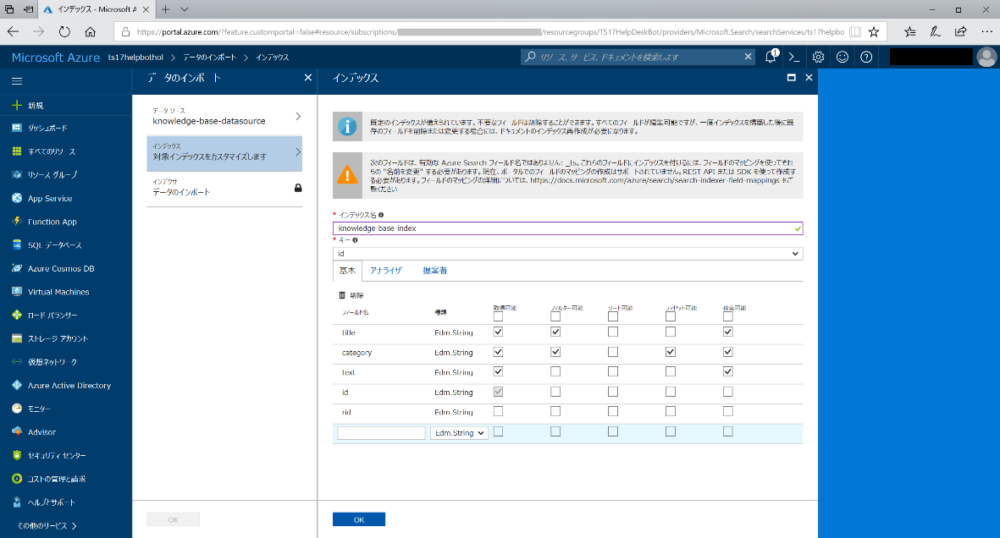 インデックス - Microsoft A
https://portal.azure.com/?feature.customportal=false#resource/subscriptions/
/resourcegroups/TS17HelpDeskBot/providers/Microsoft.Search/searchServices/ts17helpbo
Microsoft Azure ts17helpbothol > データのインポート > インデックス
リソース、サービス、ドキュメントを検索します
新規
ダッシュボード
すべてのリソース
リソース グループ
App Service
Function App
SQL データベース
Azure Cosmos DB
Virtual Machines
ロード バランサー
ストレージ アカウント
仮想ネットワーク
Azure Active Directory
モニター
Advisor
セキュリティ センター
コストの管理と請求
ヘルプとサポート
その他のサービス >
データのインポート
データ ソース
knowledge-base-datasource
インデックス
対象インデックスをカスタマイズします
インデクサ
データのインポート
OK
インデックス
既定のインデックスが備えられています。不要なフィールドは削除することができます。すべてのフィールドが編集可能ですが、一度インデックスを構築した後に既
存のフィールドを削除または変更する場合には、ドキュメントのインデックス再作成が必要になります。
次のフィールドは、有効な Azure Search フィールド名ではありません: _ts。これらのフィールドにインデックスを付けるには、フィールドのマッピングを使ってそれ
らの "名前を変更" する必要があります。現在、ポータルでのフィールドのマッピングの作成はサポートされていません。REST API または SDK を使って作成す
る必要があります。フィールドのマッピングの詳細については、https://docs.microsoft.com/azure/search/search-indexer-field-mappings をご
覧ください
* インデックス名
knowledge-base-index
* キー
id
基本 アナライザー 提案者
削除
フィールド名 種類 取得可能 フィルター可能 ソート可能 ファセット可能 検索可能
title Edm.String
category Edm.String
text Edm.String
id Edm.String
rid Edm.String
Edm.String
OK